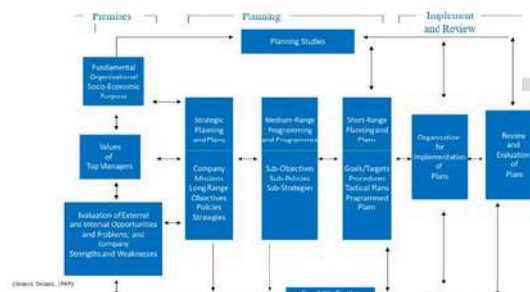 Premises
Planning
Implement
and Review
Planning Studies
Fundamental
Organisational
Socio-Economic
Purpose
Values
of
Top Managers
Evaluation of External
and Internal Opportunities
and Problems; and
Company
Strengths and Weaknesses
Strategic
Planning
and Plans
Company
Missions
Long-Range
Objectives
Policies
Strategies
Medium-Range
Programming
and Programme
Sub-Objectives
Sub-Policies
Sub-Strategies
Short-Range
Planning and
Plans
Goals/Targets
Procedures
Tactical Plans
Programmed
Plans
Organization
for
Implementation
of
Plans
Review
and
Evaluation
of
Plans
(Source